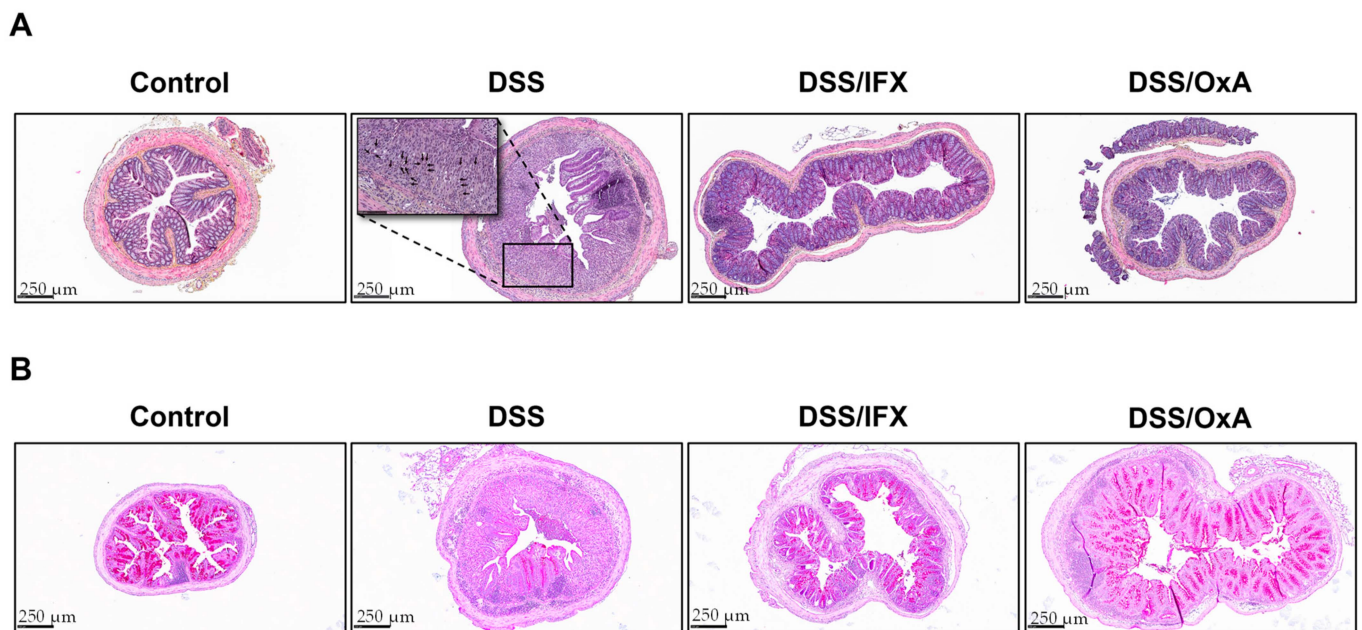 A
Control DSS DSS/IFX DSS/OxA
250 µm 250 µm 250 µm 250 µm
B
Control DSS DSS/IFX DSS/OxA
250 µm 250 µm 250 µm 250 µm